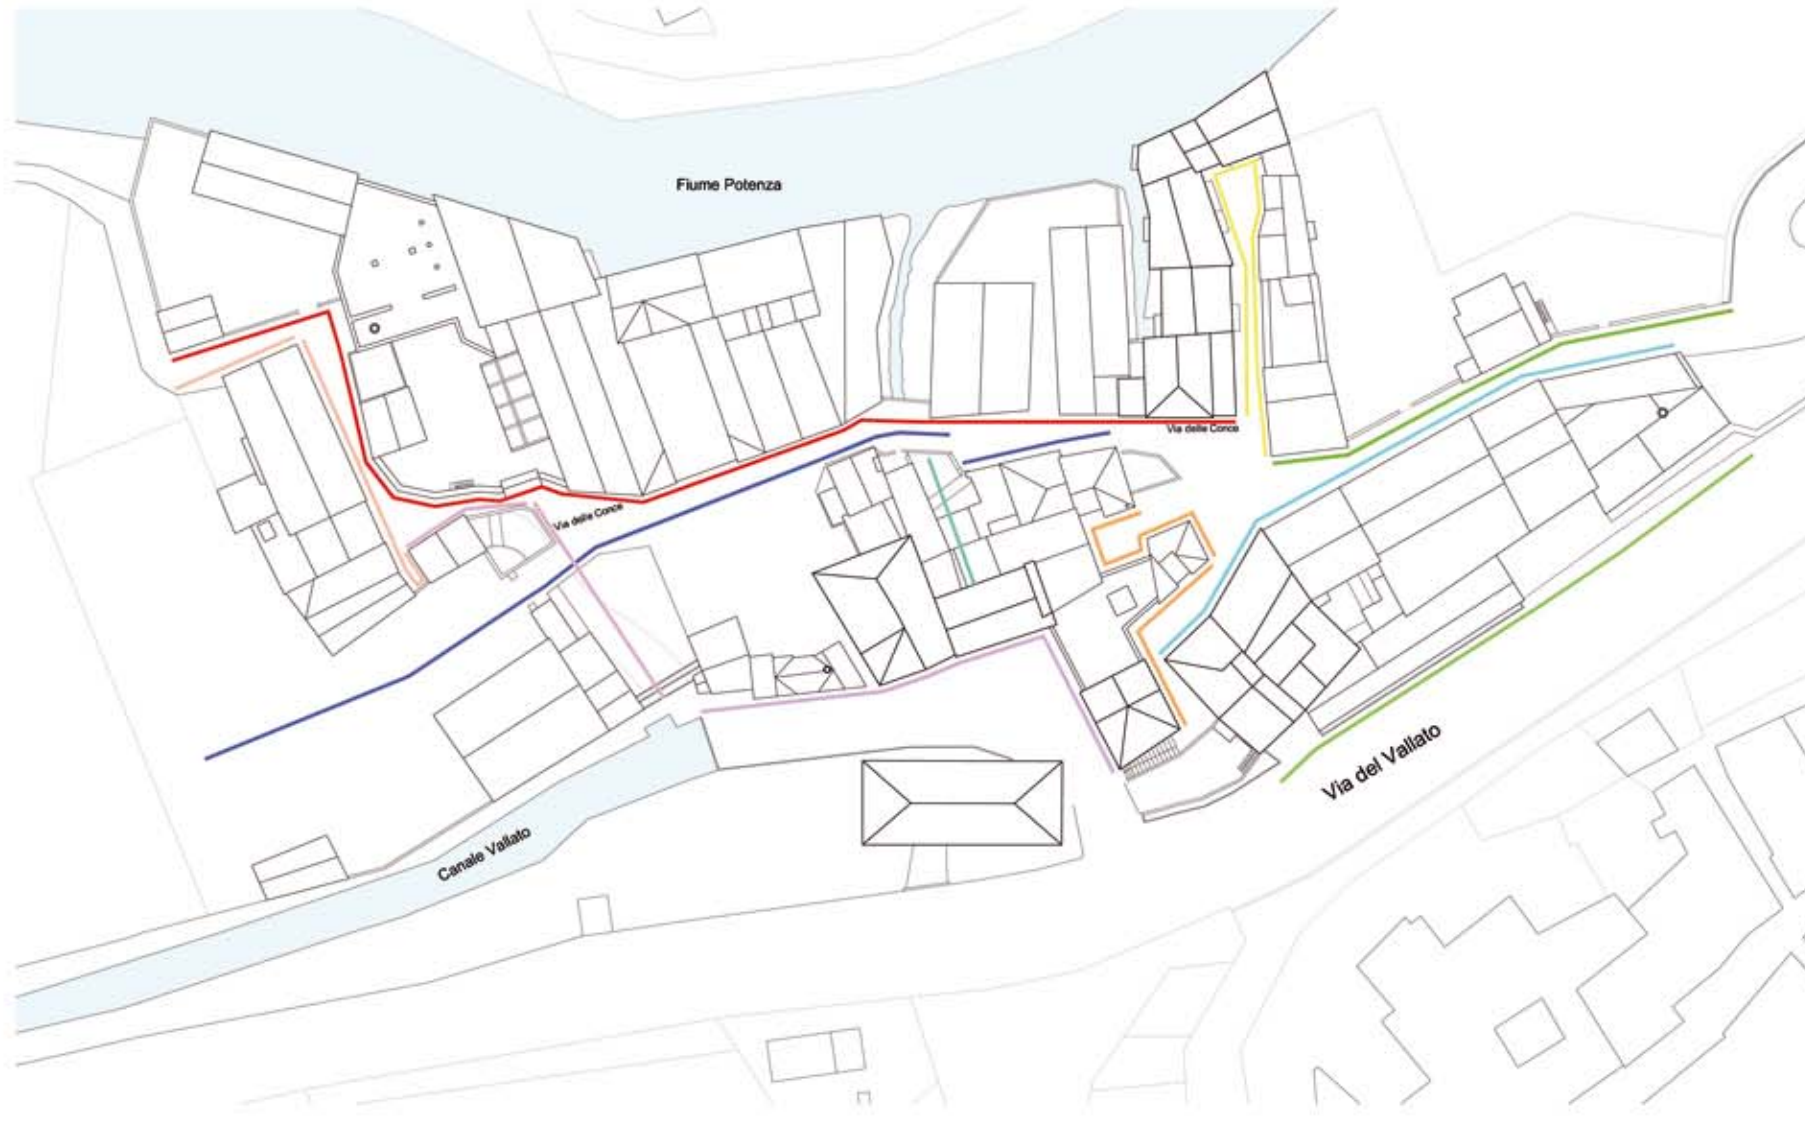 Fiume Potenza
Via delle Conce
Via delle Conce
Via del Vallato
Canale Vallato